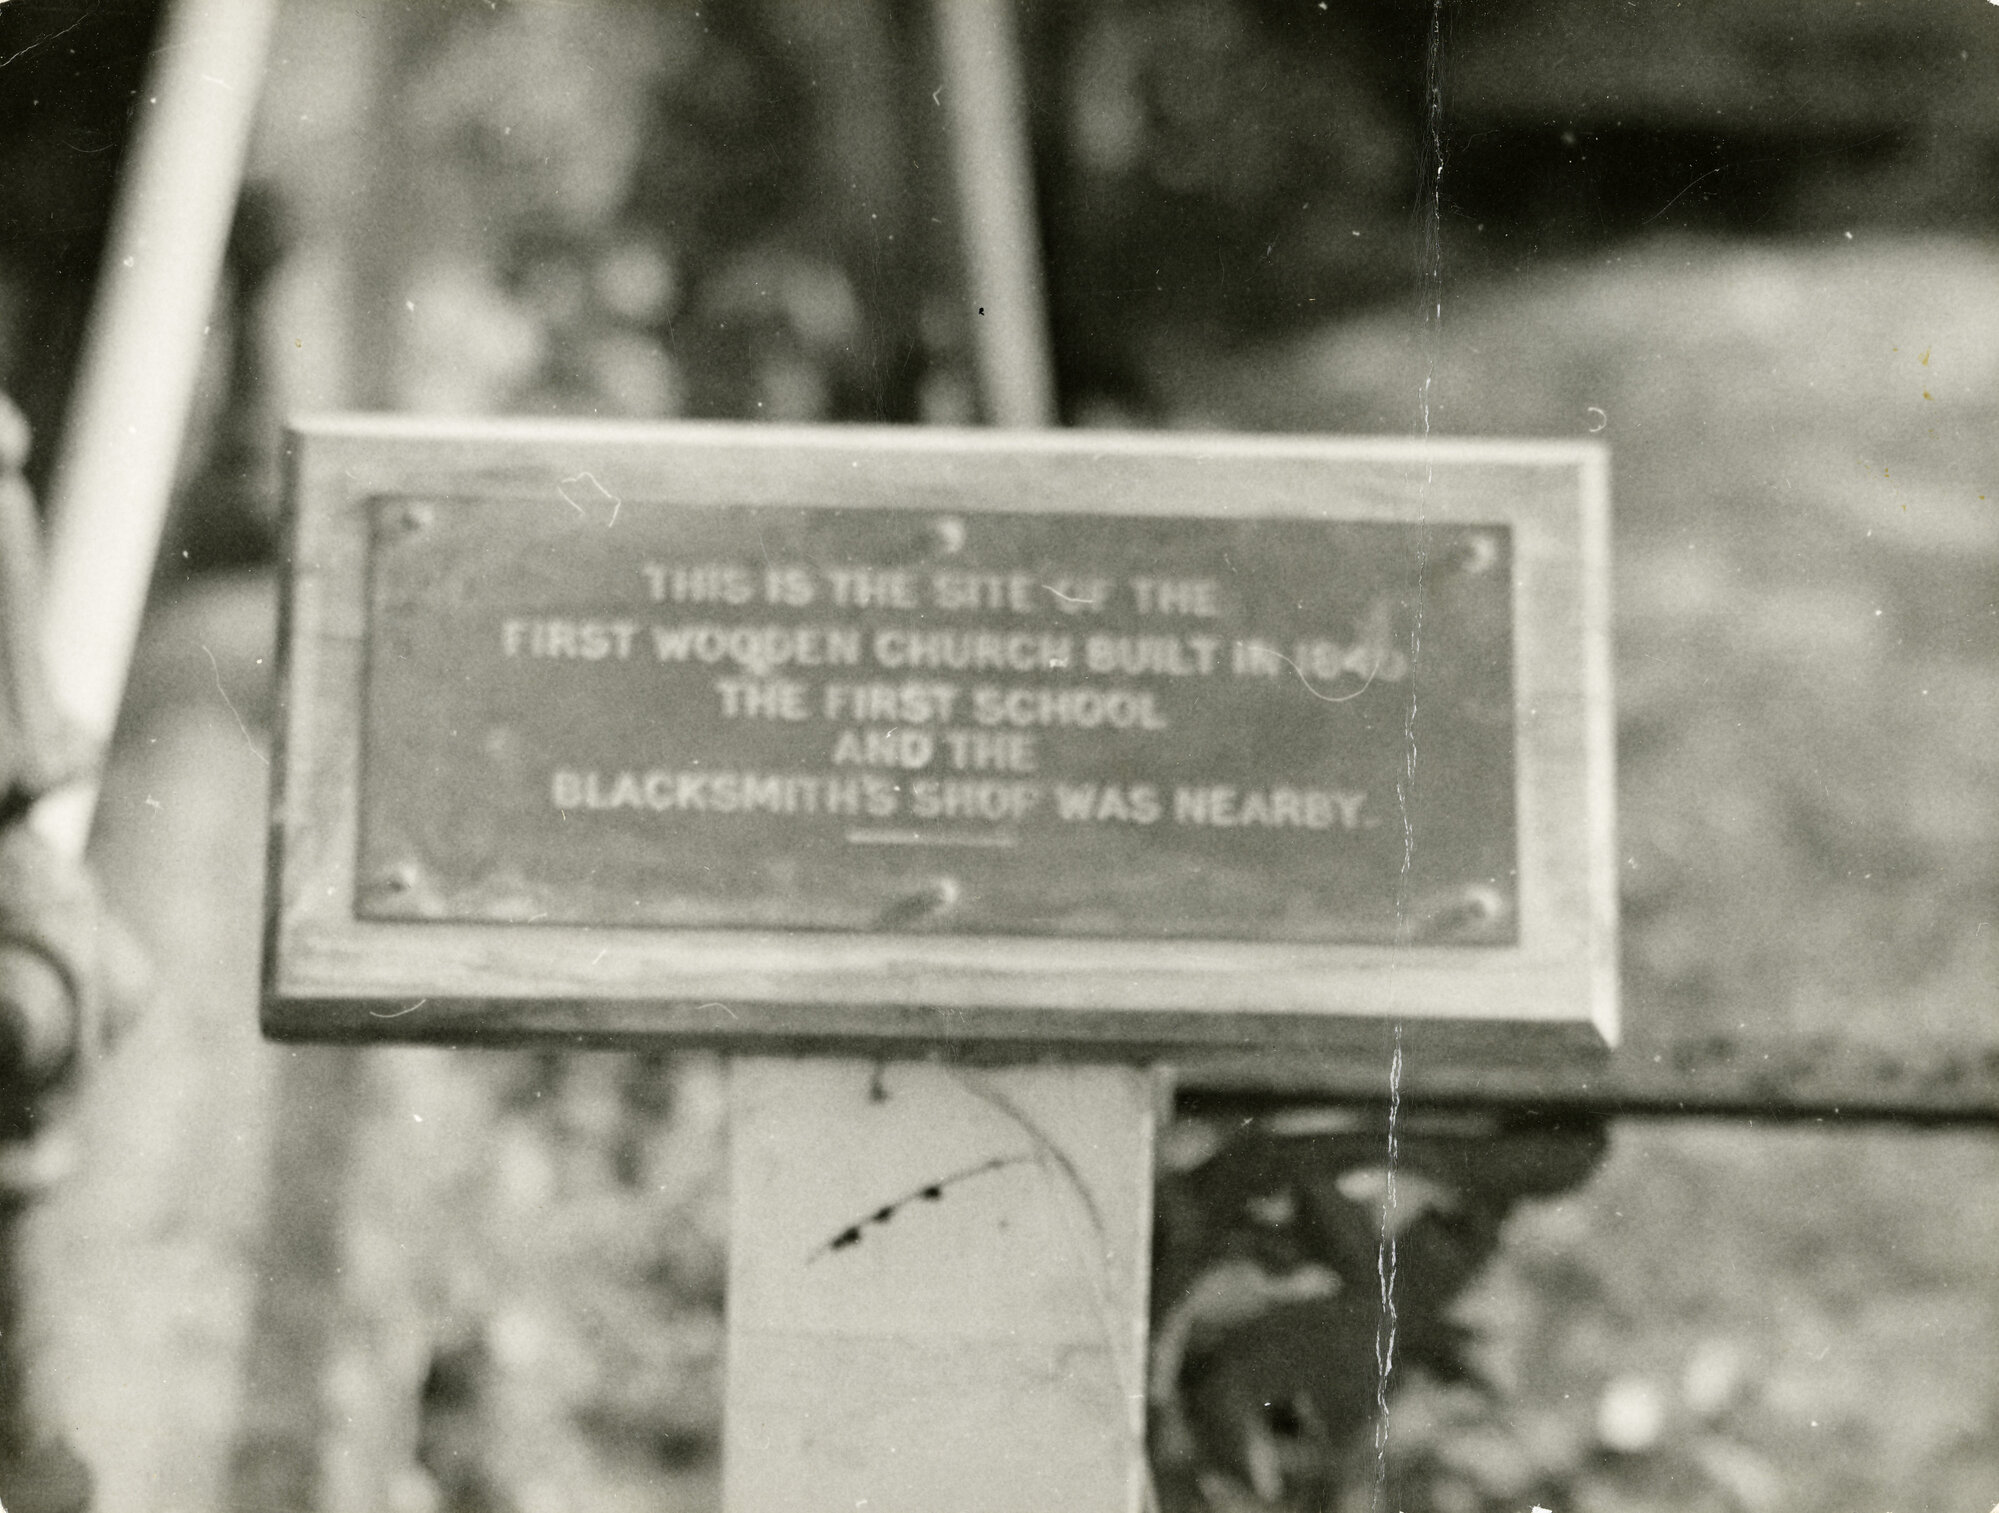 THIS IS THE SITE OF THE
FIRST WOODEN CHURCH BUILT IN
THE FIRST SCHOOL
AND THE
BLACKSMITH'S SHOP WAS NEARBY.